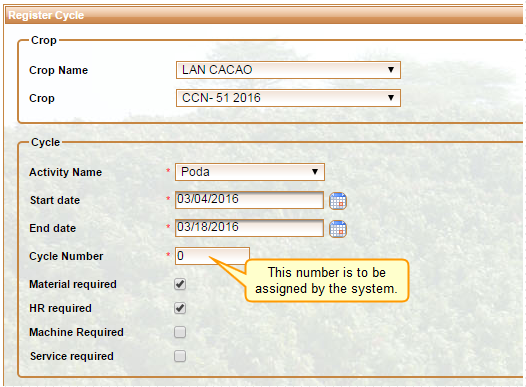 Register Cycle
Crop
Crop Name LAN CACAO
Crop CCN- 51 2016
Cycle
Activity Name * Poda
Start date * 03/04/2016
End date * 03/18/2016
Cycle Number * 0
This number is to be
assigned by the system.
Material required
HR required
Machine Required
Service required